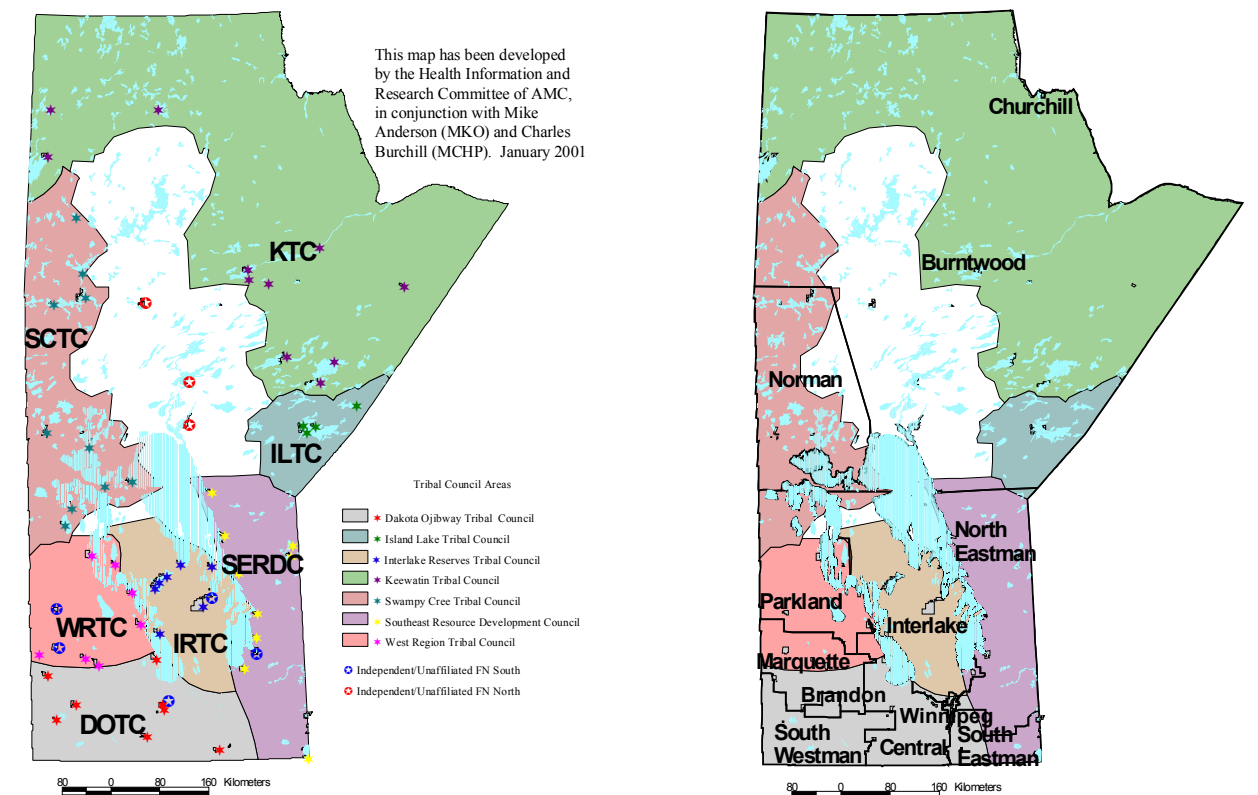 This map has been developed
by the Health Information and
Research Committee of AMC,
in conjunction with Mike
Anderson (MKO) and Charles
Burchill (MCHP). January 2001
KTC
SCTC
ILTC
SERDC
WRTC
IRTC
DOTC
Tribal Council Areas
Dakota Ojibway Tribal Council
Island Lake Tribal Council
Interlake Reserves Tribal Council
Keewatin Tribal Council
Swampy Cree Tribal Council
Southeast Resource Development Council
West Region Tribal Council
Independent/Unaffiliated FN South
Independent/Unaffiliated FN North
80 0 80 160 Kilometers
Churchill
Burntwood
Norman
North
Eastman
Parkland
Interlake
Marquette
Brandon
Winnipeg
South
Westman
Central
South
Eastman
80 0 80 160 Kilometers